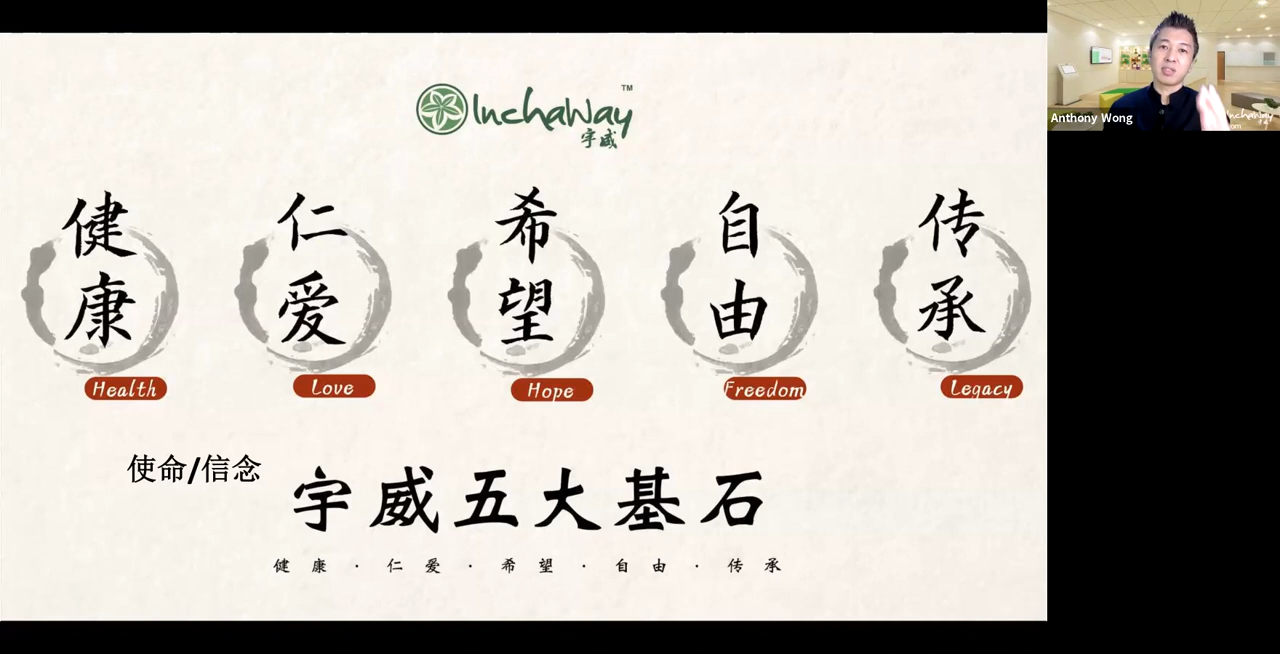 InchaWay™
宇威
健康
仁爱
希望
自由
传承
Health
Love
Hope
Freedom
Legacy
使命/信念
宇威五大基石
健康·仁爱·希望·自由·传承
Anthony Wong